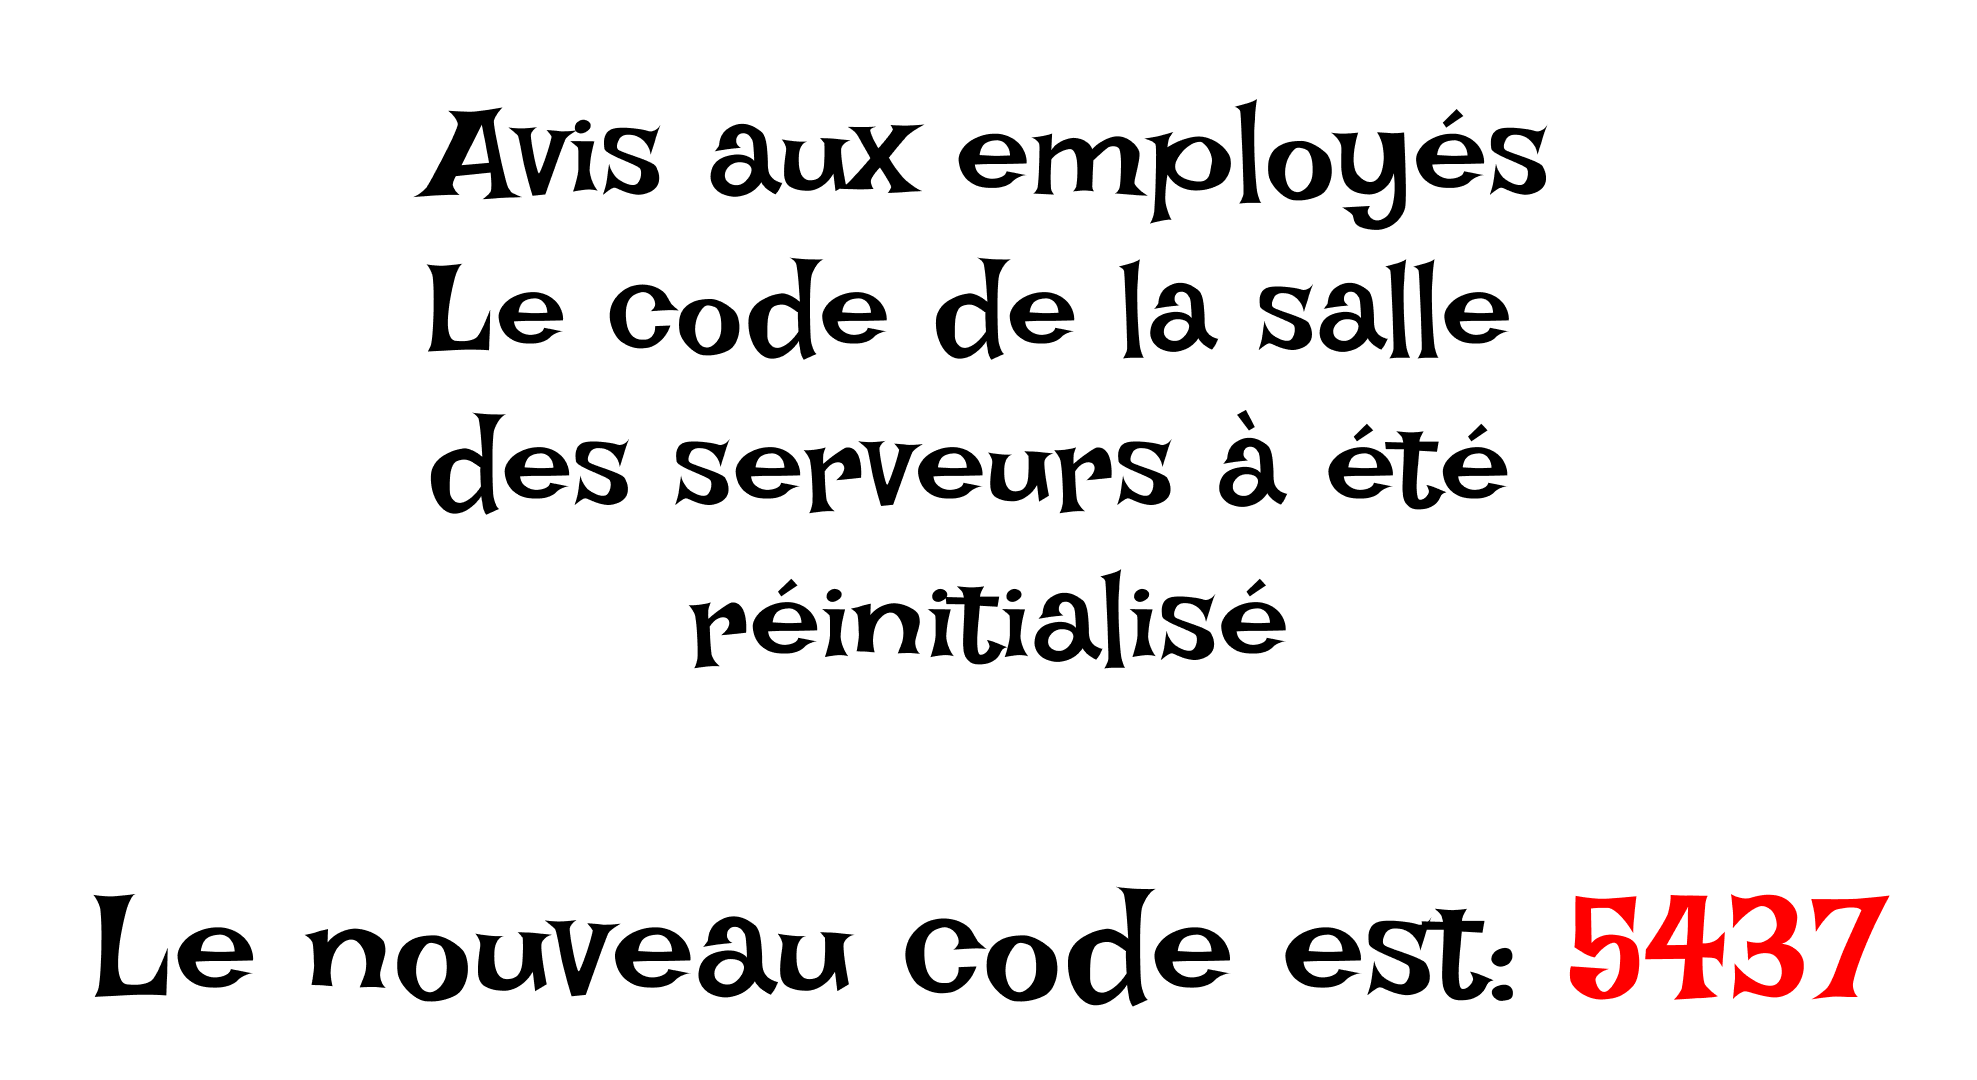 Avis aux employés
Le code de la salle
des serveurs à été
réinitialisé
Le nouveau code est: 5437